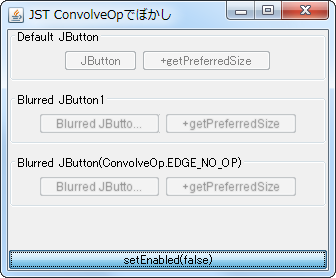 JST ConvolveOpでぼかし
Default JButton
JButton +getPreferredSize
Blurred JButton1
Blurred JButto... +getPreferredSize
Blurred JButton(ConvolveOp.EDGE_NO_OP)
Blurred JButto... +getPreferredSize
setEnabled(false)